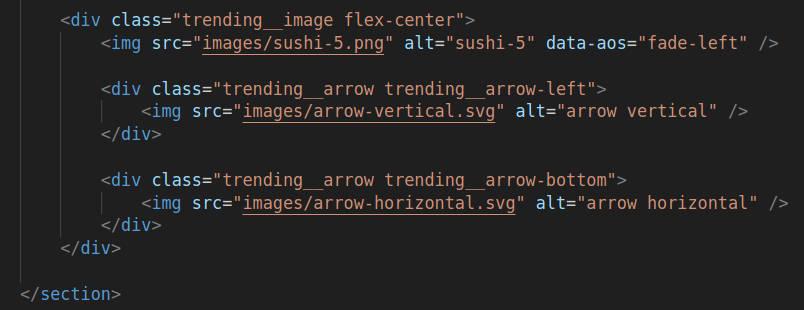 <div class="trending__image flex-center">
<img src="images/sushi-5.png" alt="sushi-5" data-aos="fade-left" />
<div class="trending__arrow trending__arrow-left">
<img src="images/arrow-vertical.svg" alt="arrow vertical" />
</div>
<div class="trending__arrow trending__arrow-bottom">
<img src="images/arrow-horizontal.svg" alt="arrow horizontal" />
</div>
</div>
</section>